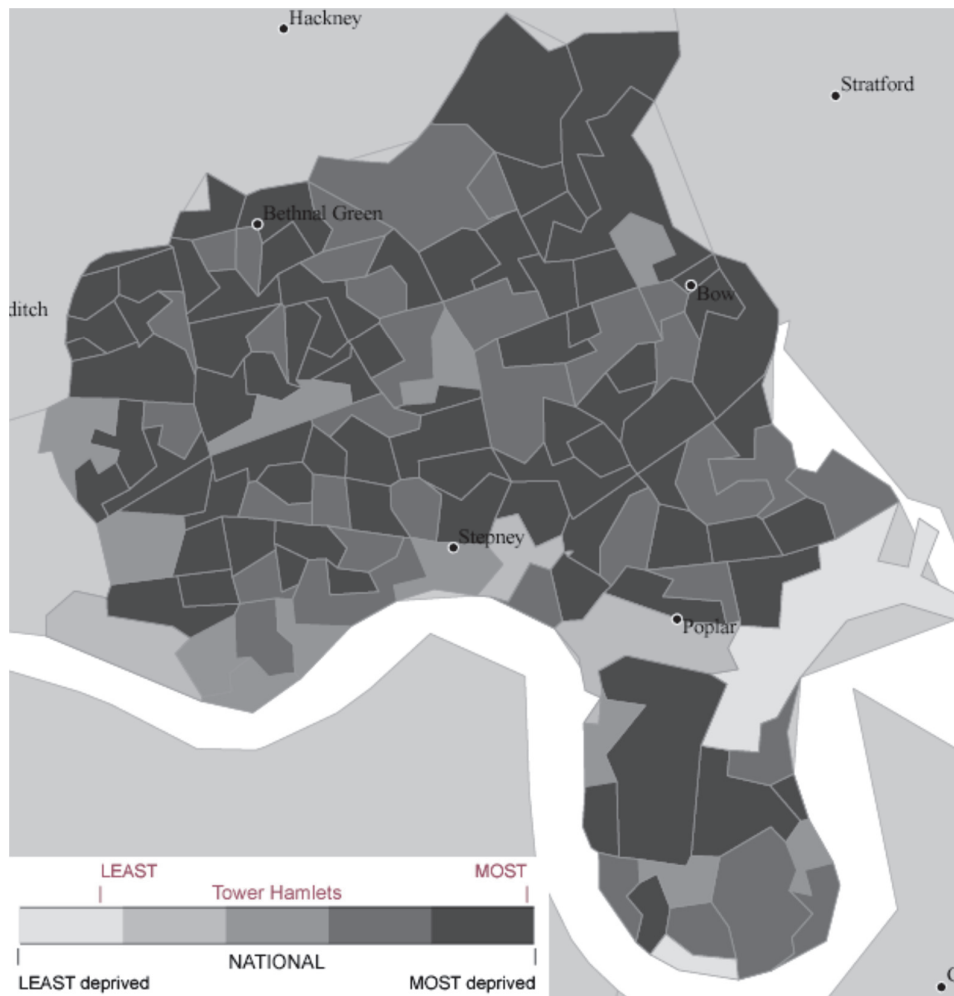 Hackney
Stratford
Bethnal Green
Bow
ditch
Stepney
Poplar
LEAST MOST
Tower Hamlets
NATIONAL
LEAST deprived MOST deprived